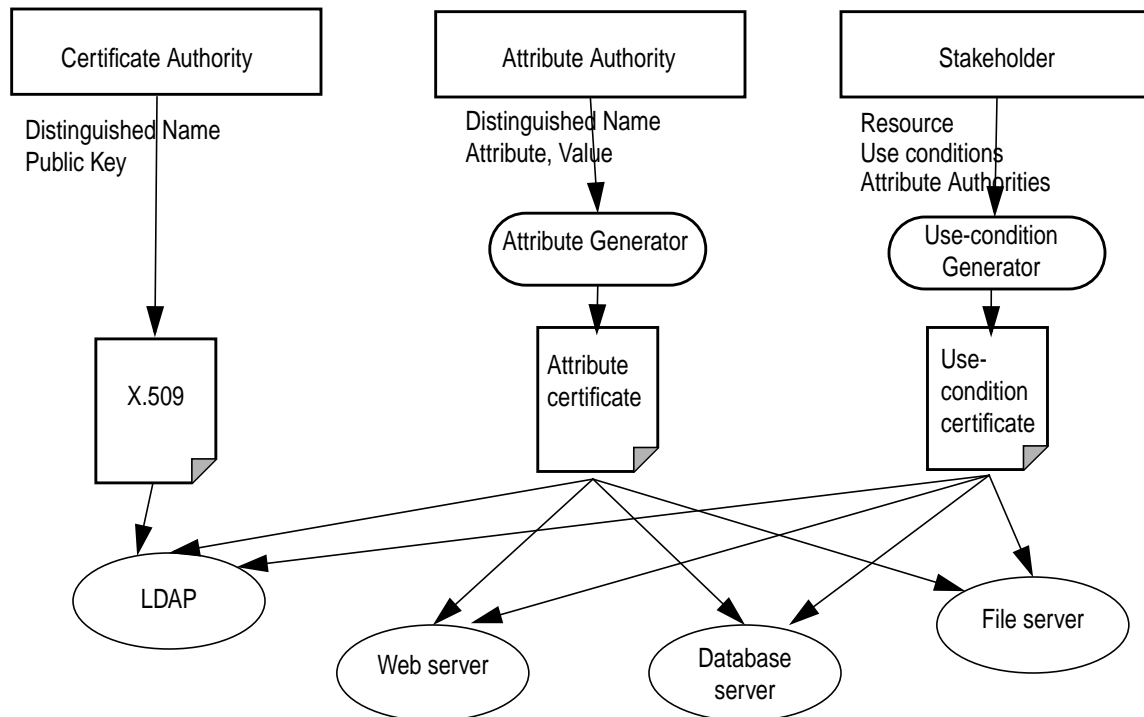 Certificate Authority
Attribute Authority
Stakeholder
Distinguished Name
Public Key
Distinguished Name
Attribute, Value
Resource
Use conditions
Attribute Authorities
Attribute Generator
Use-condition
Generator
X.509
Attribute
certificate
Use-
condition
certificate
LDAP
Web server
Database
server
File server